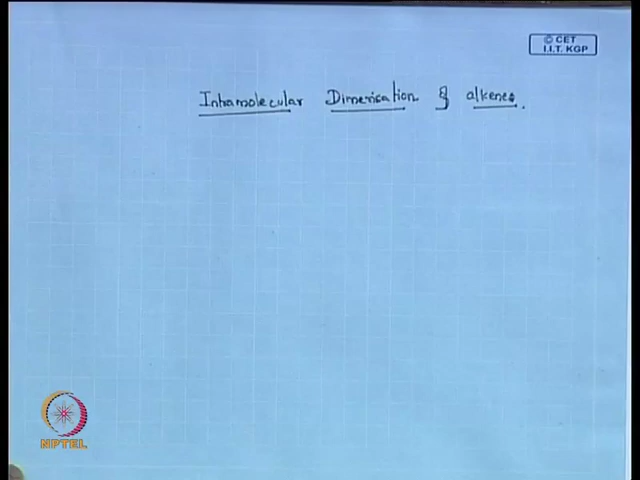 © CET
I.I.T. KGP
Intramolecular Dimerisation of alkenes.
NPTEL